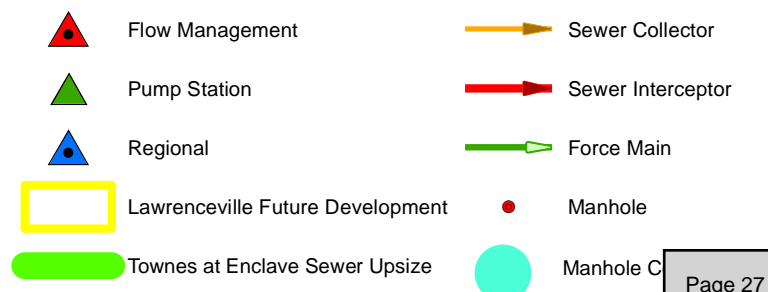 Flow Management
Sewer Collector
Pump Station
Sewer Interceptor
Regional
Force Main
Lawrenceville Future Development
Manhole
Townes at Enclave Sewer Upsize
Manhole C
Page 27